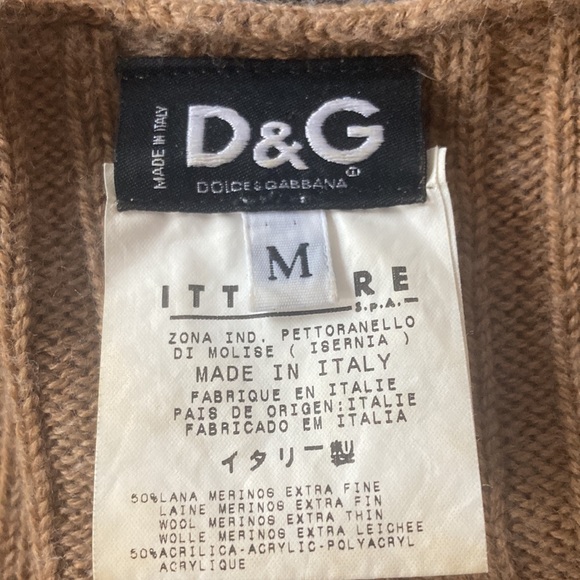 MADE IN ITALY
D&G
DOLCE & GABBANA
M
ITT RE
S.p.A.
ZONA IND. PETTORANELLO
DI MOLISE ( ISERNIA )
MADE IN ITALY
FABRIQUE EN ITALIE
PAIS DE ORIGEN:ITALIE
FABRICADO EM ITALIA
イタリー製
50%LANA MERINOS EXTRA FINE
LAINE MERINOS EXTRA FIN
WOOL MERINOS EXTRA THIN
WOLLE MERINOS EXTRA LEICHEE
50%ACRILICA-ACRYLIC-POLYACRYL
ACRYLIQUE